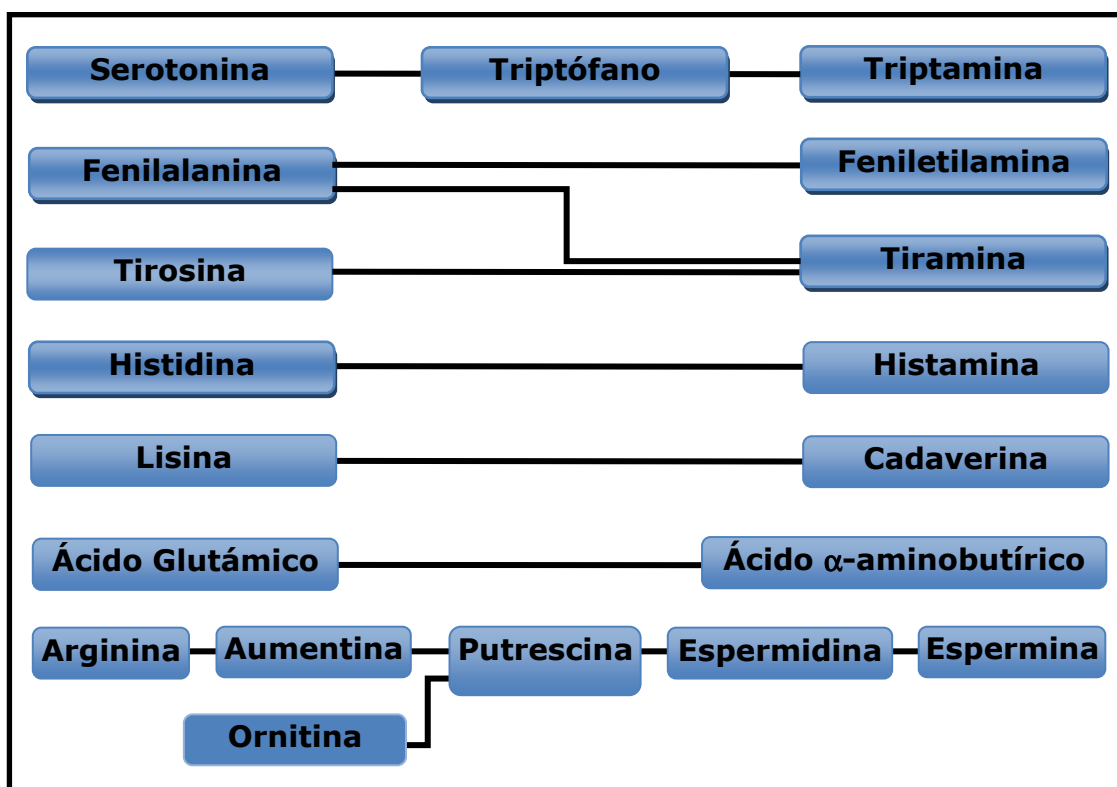 Serotonina Triptófano Triptamina
Fenilalanina Feniletilamina
Tirosina Tiramina
Histidina Histamina
Lisina Cadaverina
Ácido Glutámico Ácido α-aminobutírico
Arginina Aumentina Putrescina Espermidina Espermina
Ornitina